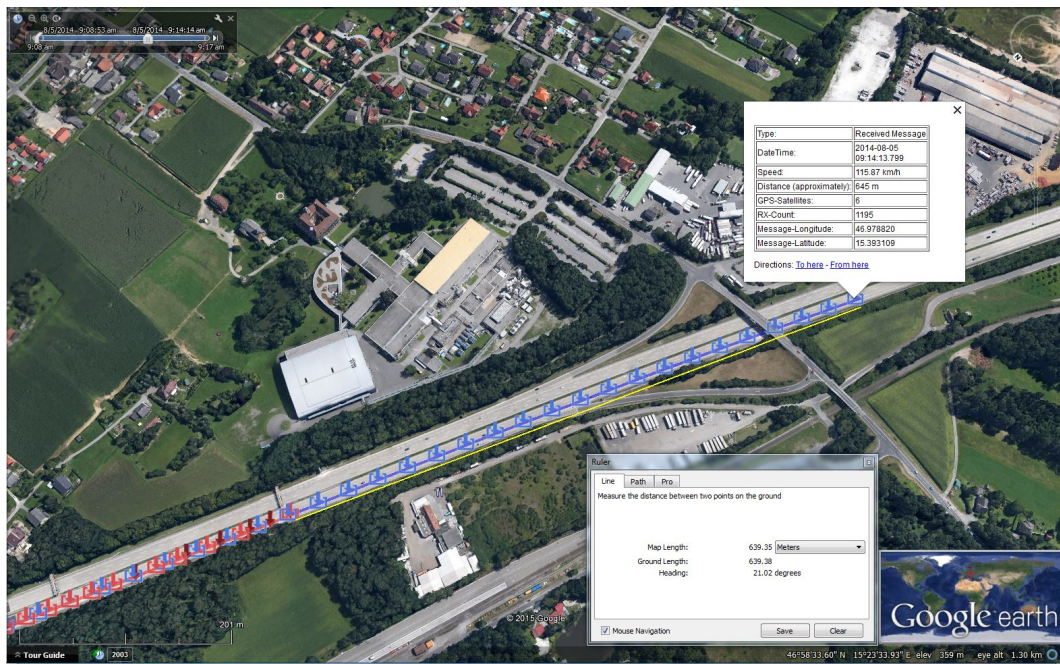 8/5/2014 9:08:53 am 8/5/2014 9:14:14 am
9:08 am 9:17 am
Type: Received Message
DateTime: 2014-08-05
09:14:13.799
Speed: 115.87 km/h
Distance (approximately): 645 m
GPS-Satellites: 6
RX-Count: 1195
Message-Longitude: 46.978820
Message-Latitude: 15.393109
Directions: To here - From here
Ruler
Line Path Pro
Measure the distance between two points on the ground
Map Length: 639.35 Meters
Ground Length: 639.38
Heading: 21.02 degrees
Mouse Navigation Save Clear
© 2015 Google
201 m
Google earth
Tour Guide 2003
46°58'33.60" N 15°23'33.93" E elev 359 m eye alt 1.30 km